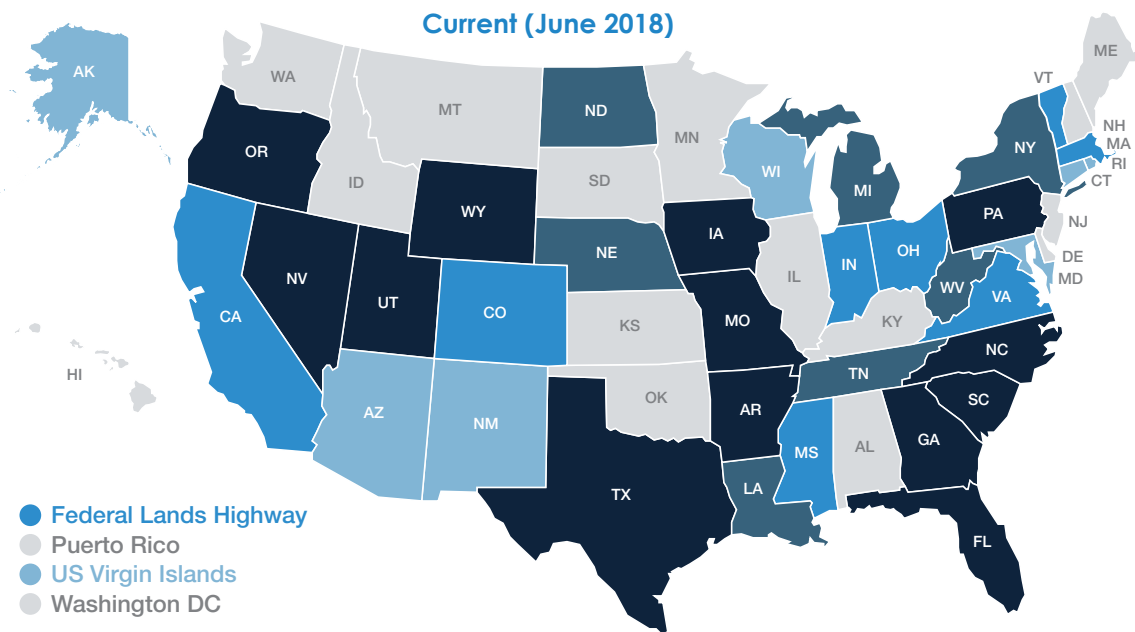 Current (June 2018)
AK
WA
MT
ND
MN
VT
ME
NH
MA
RI
CT
OR
ID
SD
WI
MI
NY
WY
IA
PA
NJ
NE
OH
DE
MD
NV
UT
CO
IL
IN
WV
VA
CA
KS
MO
KY
HI
NC
TN
AZ
NM
OK
AR
SC
MS
AL
GA
TX
LA
FL
Federal Lands Highway
Puerto Rico
US Virgin Islands
Washington DC